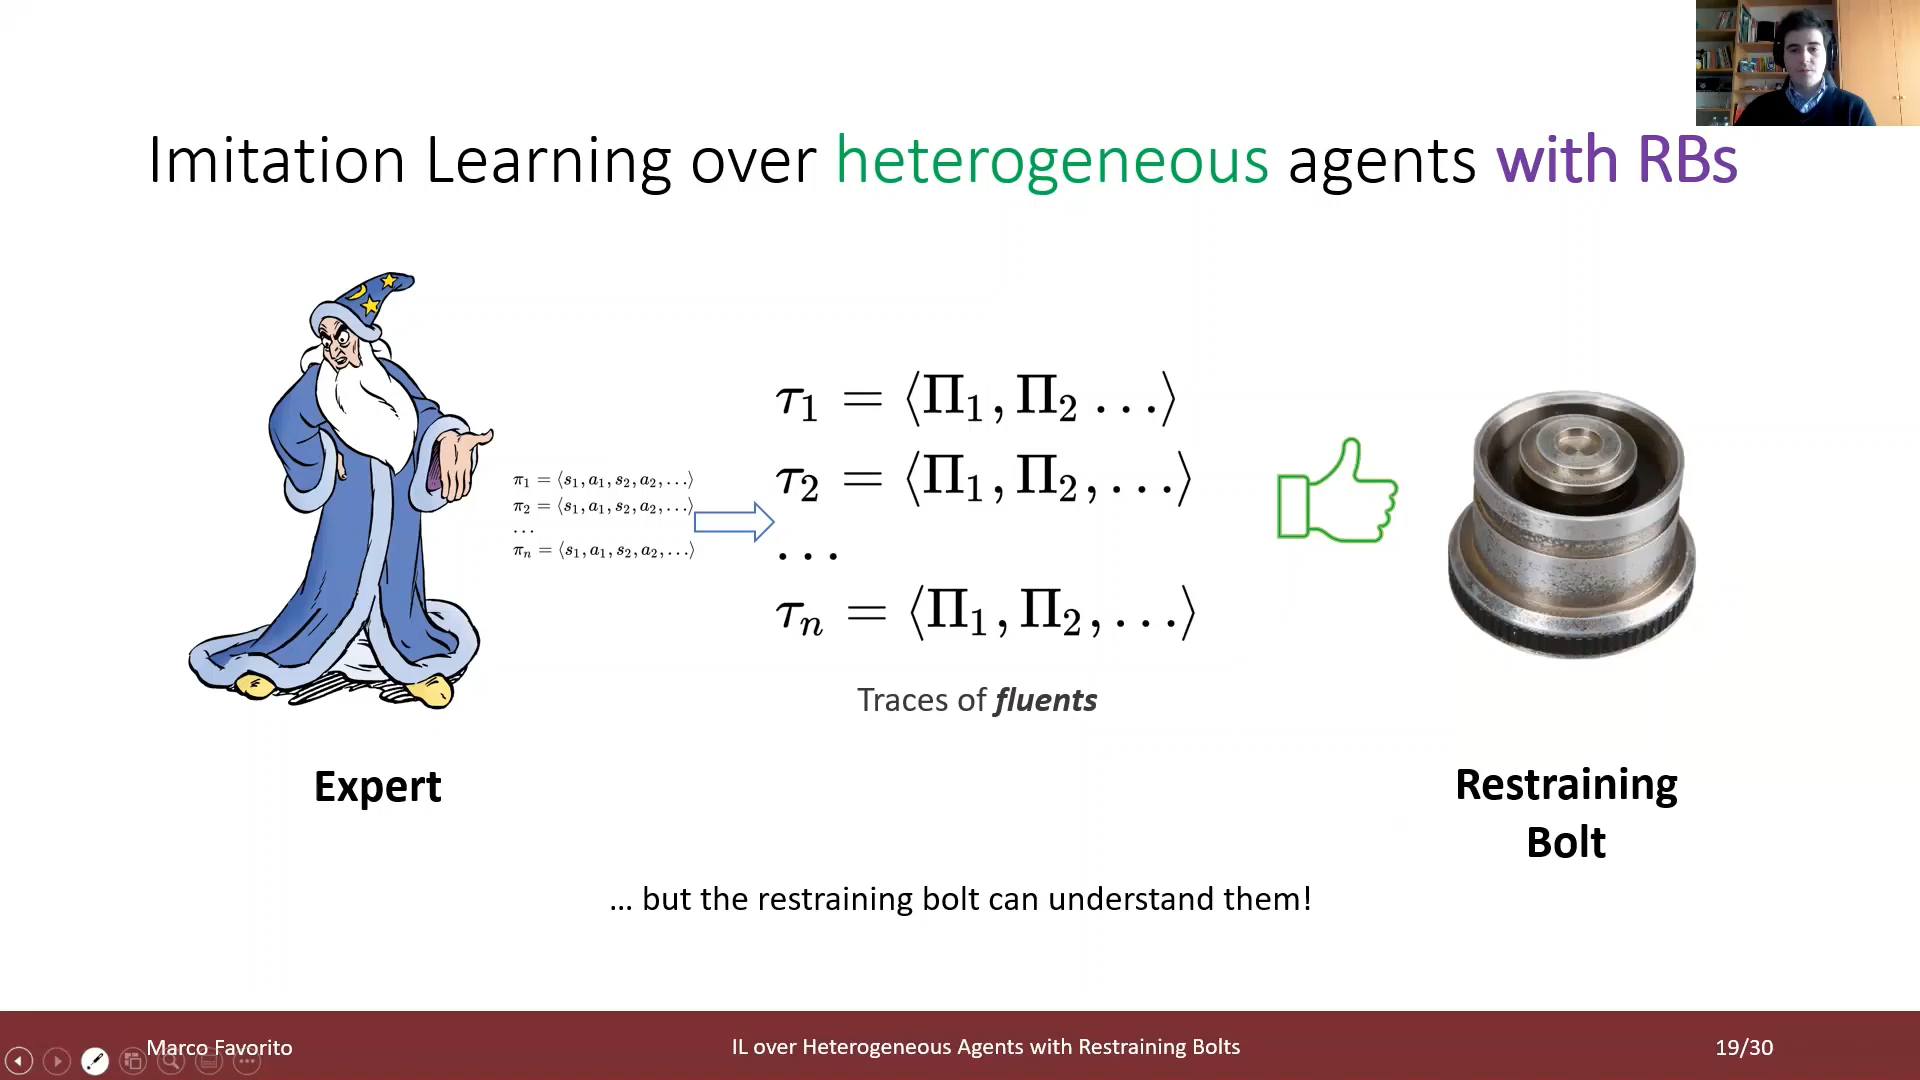 Imitation Learning over heterogeneous agents with RBs
π₁ = ⟨s₁, a₁, s₂, a₂, …⟩
π₂ = ⟨s₁, a₁, s₂, a₂, …⟩
…
πₙ = ⟨s₁, a₁, s₂, a₂, …⟩
τ₁ = ⟨Π₁, Π₂ …⟩
τ₂ = ⟨Π₁, Π₂, …⟩
…
τₙ = ⟨Π₁, Π₂, …⟩
Traces of fluents
Expert
Restraining
Bolt
... but the restraining bolt can understand them!
Marco Favorito
IL over Heterogeneous Agents with Restraining Bolts
19/30